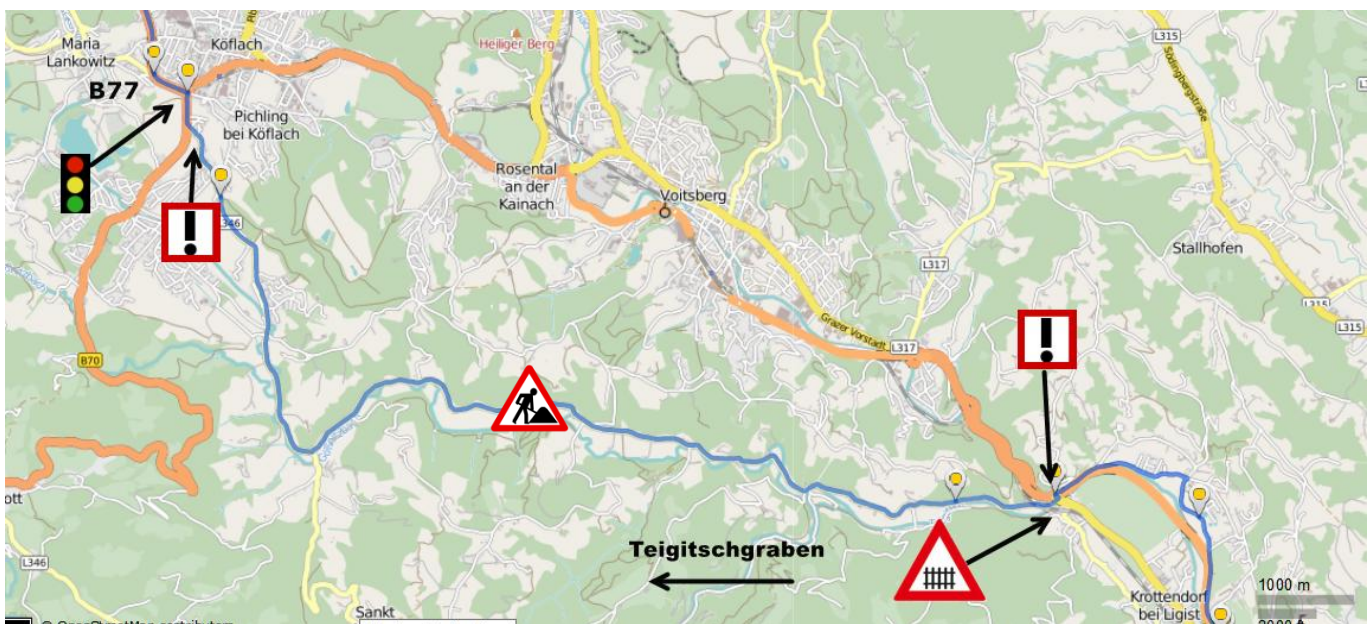 Maria
Lankowitz
Köflach
Heiliger Berg
L315
Södingbergstraße
B77
Pichling
bei Köflach
Rosental
an der
Kainach
Voitsberg
L346
Stallhofen
L317
L315
L315
Grazer Vorstadt
L317
B70
ott
Teigitschgraben
L346
Sankt
Krottendorf
bei Ligist
1000 m
© OpenStreetMap contributors